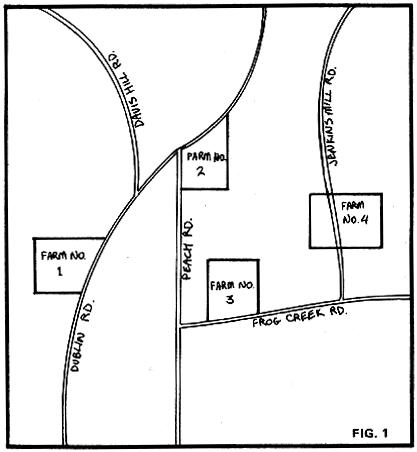 DAVIS HILL RD.
JENKINS MILL RD.
FARM NO.
2
FARM
NO. 4
PEACH RD.
FARM NO.
1
FARM NO.
3
DUBLIN RD.
FROG CREEK RD.
FIG. 1